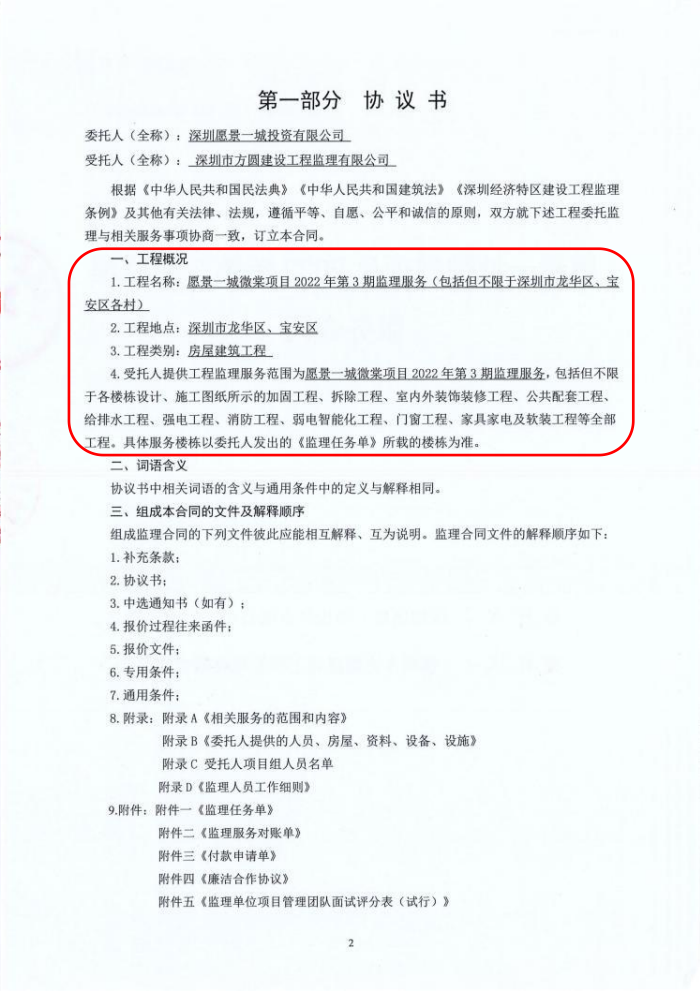 第一部分 协 议 书
委托人（全称）：深圳愿景一城投资有限公司
受托人（全称）：深圳市方圆建设工程监理有限公司
根据《中华人民共和国民法典》《中华人民共和国建筑法》《深圳经济特区建设工程监理
条例》及其他有关法律、法规，遵循平等、自愿、公平和诚信的原则，双方就下述工程委托监
理与相关服务事项协商一致，订立本合同。
一、工程概况
1.工程名称：愿景一城微棠项目 2022 年第 3 期监理服务（包括但不限于深圳市龙华区、宝
安区各村）
2.工程地点：深圳市龙华区、宝安区
3.工程类别：房屋建筑工程
4.受托人提供工程监理服务范围为愿景一城微棠项目 2022 年第 3 期监理服务，包括但不限
于各楼栋设计、施工图纸所示的加固工程、拆除工程、室内外装饰装修工程、公共配套工程、
给排水工程、强电工程、消防工程、弱电智能化工程、门窗工程、家具家电及软装工程等全部
工程。具体服务楼栋以委托人发出的《监理任务单》所载的楼栋为准。
二、词语含义
协议书中相关词语的含义与通用条件中的定义与解释相同。
三、组成本合同的文件及解释顺序
组成监理合同的下列文件彼此应能相互解释、互为说明。监理合同文件的解释顺序如下：
1.补充条款；
2.协议书；
3.中选通知书（如有）；
4.报价过程往来函件；
5.报价文件；
6.专用条件；
7.通用条件；
8.附录：附录 A《相关服务的范围和内容》
附录 B《委托人提供的人员、房屋、资料、设备、设施》
附录 C 受托人项目组人员名单
附录 D《监理人员工作细则》
9.附件：附件一《监理任务单》
附件二《监理服务对账单》
附件三《付款申请单》
附件四《廉洁合作协议》
附件五《监理单位项目管理团队面试评分表（试行）》
2